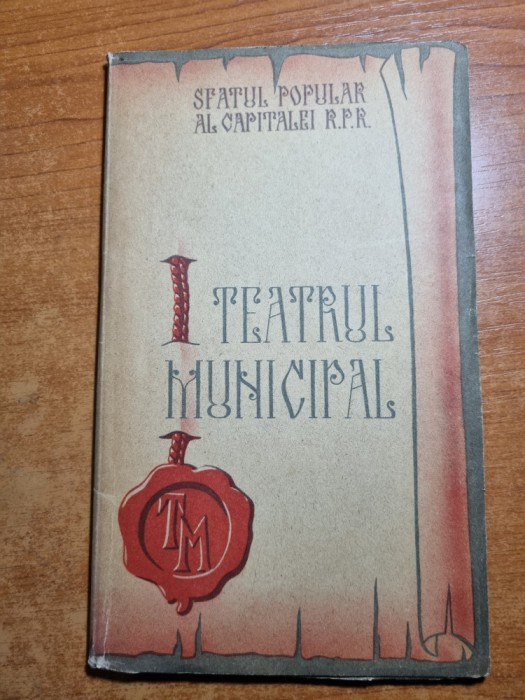 SFATUL POPULAR
AL CAPITALEI R.P.R.
TEATRUL
MUNICIPAL
TM